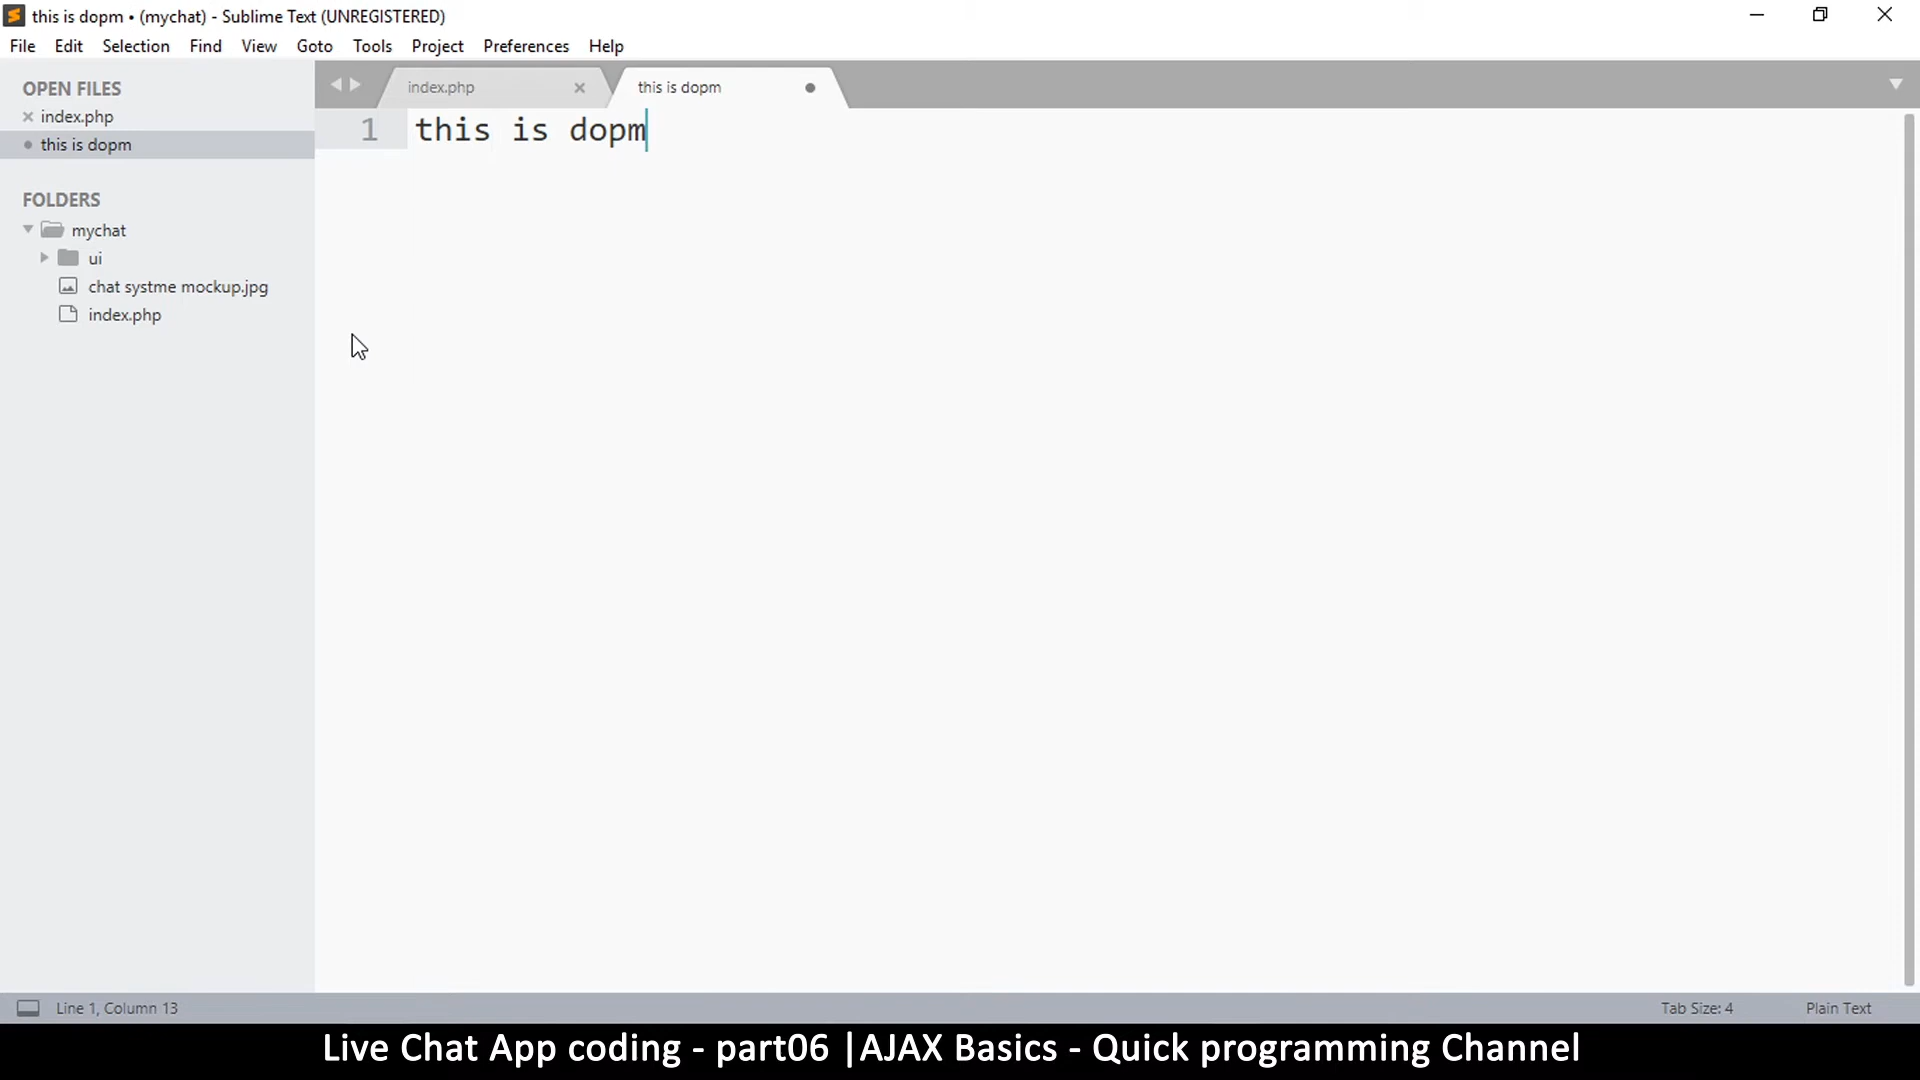 this is dopm • (mychat) - Sublime Text (UNREGISTERED)
File Edit Selection Find View Goto Tools Project Preferences Help
OPEN FILES
index.php
this is dopm
FOLDERS
mychat
ui
chat systme mockup.jpg
index.php
index.php
this is dopm
1 this is dopm
Line 1, Column 13
Tab Size: 4
Plain Text
Live Chat App coding - part06 |AJAX Basics - Quick programming Channel